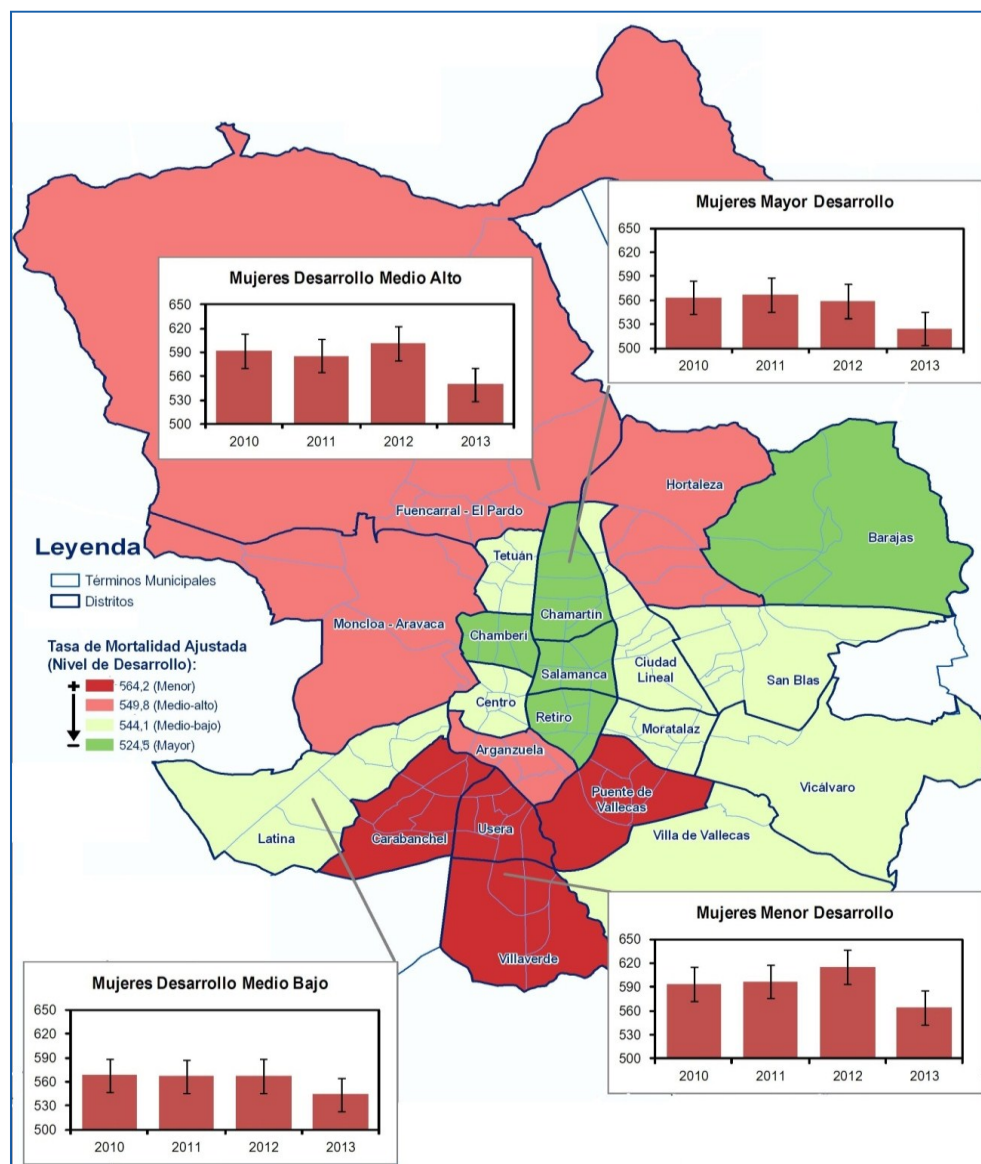 Mujeres Mayor Desarrollo
650
620
590
560
530
500
2010 2011 2012 2013
Mujeres Desarrollo Medio Alto
650
620
590
560
530
500
2010 2011 2012 2013
Hortaleza
Fuencarral - El Pardo
Barajas
Leyenda
Términos Municipales
Distritos
Tetuán
Chamartín
Moncloa - Aravaca
Chamberí
Tasa de Mortalidad Ajustada
(Nivel de Desarrollo):
+ 564,2 (Menor)
549,8 (Medio-alto)
544,1 (Medio-bajo)
– 524,5 (Mayor)
Ciudad
Lineal
Salamanca
San Blas
Centro
Retiro
Moratalaz
Arganzuela
Vicálvaro
Puente de
Vallecas
Usera
Latina
Carabanchel
Villa de Vallecas
Villaverde
Mujeres Menor Desarrollo
650
620
590
560
530
500
2010 2011 2012 2013
Mujeres Desarrollo Medio Bajo
650
620
590
560
530
500
2010 2011 2012 2013